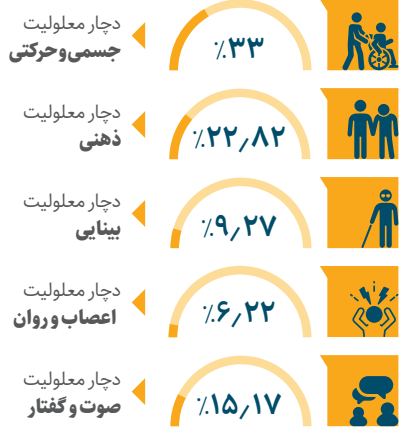 ٪۳۳
دچار معلولیت
جسمی‌و‌حرکتی
٪۲۲٫۸۲
دچار معلولیت
ذهنی
٪۹٫۲۷
دچار معلولیت
بینایی
٪۶٫۲۲
دچار معلولیت
اعصاب و روان
٪۱۵٫۱۷
دچار معلولیت
صوت و گفتار